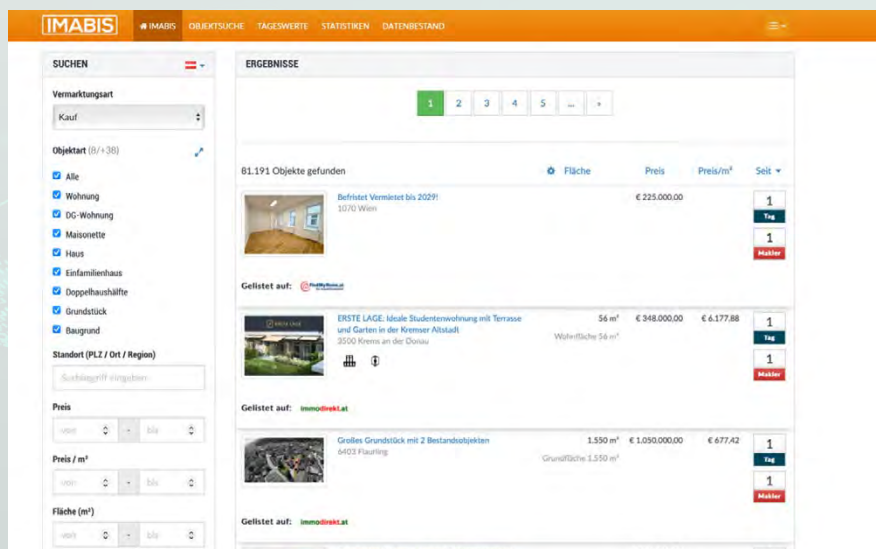 IMABIS
IMABIS OBJEKTSUCHE TAGESWERTE STATISTIKEN DATENBESTAND
SUCHEN
Vermarktungsart
Kauf
Objektart (8/+38)
Alle
Wohnung
DG-Wohnung
Maisonette
Haus
Einfamilienhaus
Doppelhaushälfte
Grundstück
Baugrund
Standort (PLZ / Ort / Region)
Suchbegriff eingeben
Preis
von - bis
Preis / m²
von - bis
Fläche (m²)
von - bis
ERGEBNISSE
1 2 3 4 5 ... »
81.191 Objekte gefunden Fläche Preis Preis/m² Seit
Befristet Vermietet bis 2029! € 225.000,00
1070 Wien
1
Tag
1
Makler
Gelistet auf: FindMyHome.at
ERSTE LAGE: Ideale Studentenwohnung mit Terrasse 56 m² € 348.000,00 € 6.177,88
und Garten in der Kremser Altstadt
3500 Krems an der Donau Wohnfläche 56 m²
1
Tag
1
Makler
Gelistet auf: immodirekt.at
Großes Grundstück mit 2 Bestandsobjekten 1.550 m² € 1.050.000,00 € 677,42
6403 Flaurling Grundfläche 1.550 m²
1
Tag
1
Makler
Gelistet auf: immodirekt.at